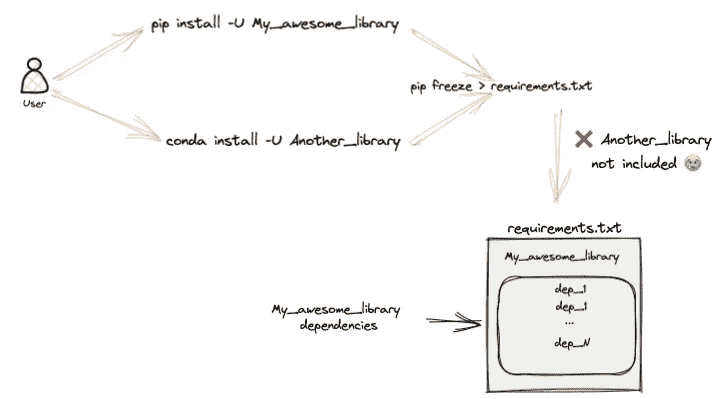 pip install -U My_awesome_library
User
pip freeze > requirements.txt
conda install -U Another_library
Another_library
not included
requirements.txt
My_awesome_library
dep_1
dep_1
...
dep_N
My_awesome_library
dependencies